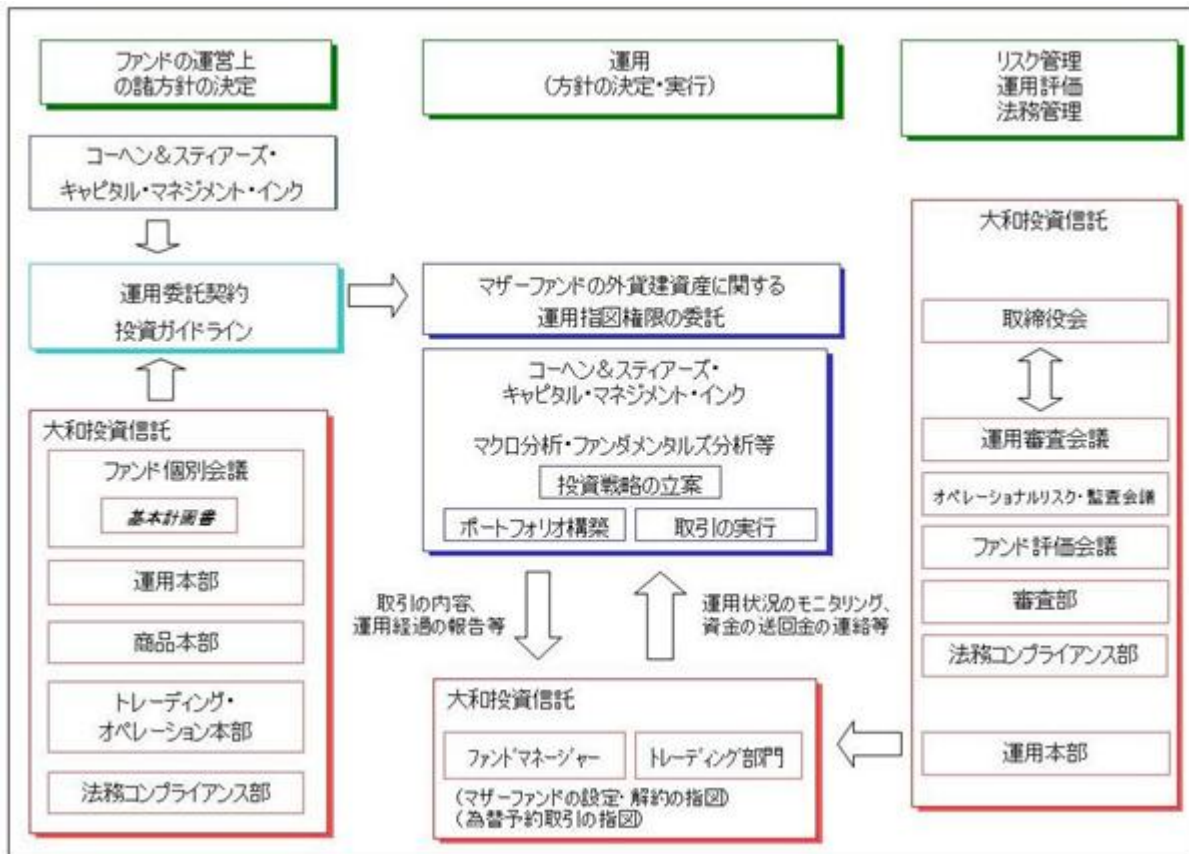 ファンドの運営上
の諸方針の決定
運用
(方針の決定・実行)
リスク管理
運用評価
法務管理
コーヘン&スティアーズ・
キャピタル・マネジメント・インク
運用委託契約
投資ガイドライン
大和投資信託
ファンド個別会議
基本計画書
運用本部
商品本部
トレーディング・
オペレーション本部
法務コンプライアンス部
マザーファンドの外貨建資産に関する
運用指図権限の委託
コーヘン&スティアーズ・
キャピタル・マネジメント・インク
マクロ分析・ファンダメンタルズ分析等
投資戦略の立案
ポートフォリオ構築
取引の実行
取引の内容、
運用経過の報告等
運用状況のモニタリング、
資金の送回金の連絡等
大和投資信託
ファンドマネージャー
トレーディング部門
(マザーファンドの設定・解約の指図)
(為替予約取引の指図)
大和投資信託
取締役会
運用審査会議
オペレーショナルリスク・監査会議
ファンド評価会議
審査部
法務コンプライアンス部
運用本部